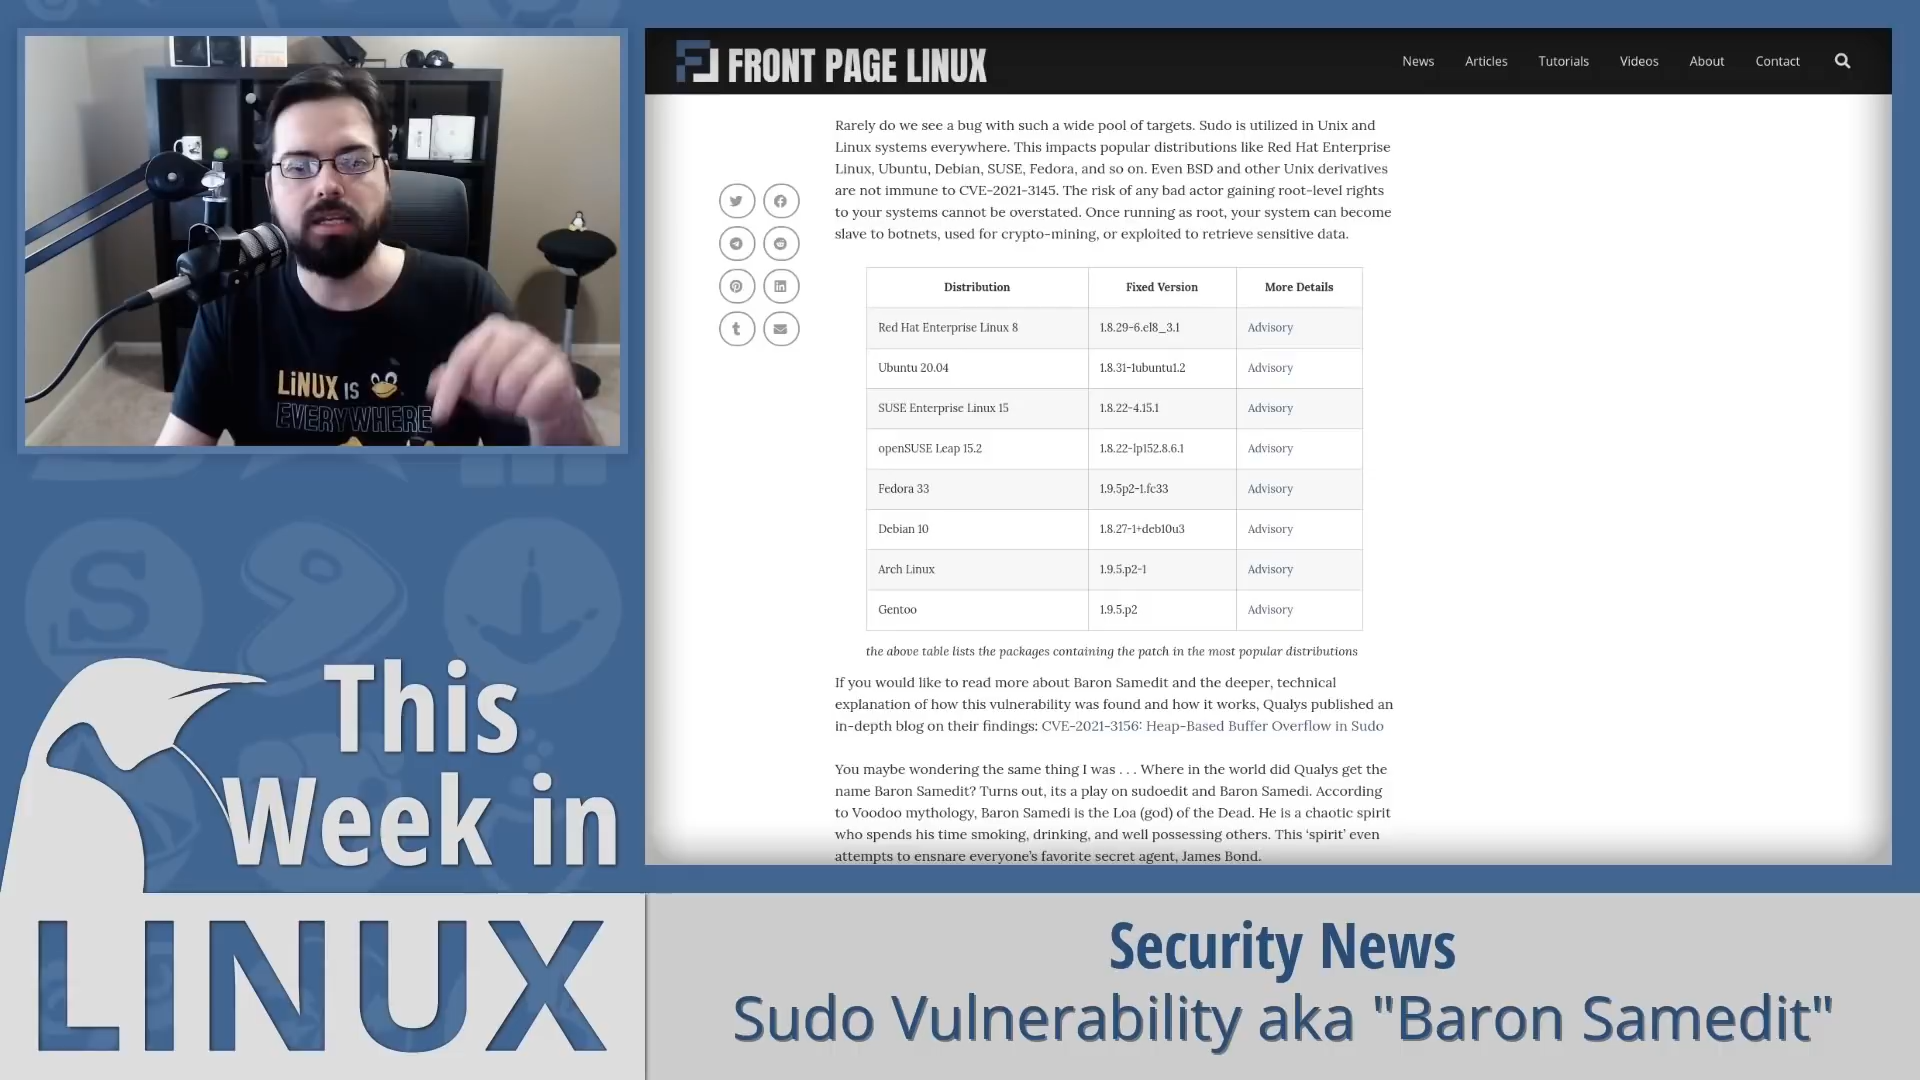 FRONT PAGE LINUX
News Articles Tutorials Videos About Contact
Rarely do we see a bug with such a wide pool of targets. Sudo is utilized in Unix and
Linux systems everywhere. This impacts popular distributions like Red Hat Enterprise
Linux, Ubuntu, Debian, SUSE, Fedora, and so on. Even BSD and other Unix derivatives
are not immune to CVE-2021-3145. The risk of any bad actor gaining root-level rights
to your systems cannot be overstated. Once running as root, your system can become
slave to botnets, used for crypto-mining, or exploited to retrieve sensitive data.
Distribution Fixed Version More Details
Red Hat Enterprise Linux 8 1.8.29-6.el8_3.1 Advisory
Ubuntu 20.04 1.8.31-1ubuntu1.2 Advisory
SUSE Enterprise Linux 15 1.8.22-4.15.1 Advisory
openSUSE Leap 15.2 1.8.22-lp152.8.6.1 Advisory
Fedora 33 1.9.5p2-1.fc33 Advisory
Debian 10 1.8.27-1+deb10u3 Advisory
Arch Linux 1.9.5.p2-1 Advisory
Gentoo 1.9.5.p2 Advisory
the above table lists the packages containing the patch in the most popular distributions
If you would like to read more about Baron Samedit and the deeper, technical
explanation of how this vulnerability was found and how it works, Qualys published an
in-depth blog on their findings: CVE-2021-3156: Heap-Based Buffer Overflow in Sudo
You maybe wondering the same thing I was . . . Where in the world did Qualys get the
name Baron Samedit? Turns out, its a play on sudoedit and Baron Samedi. According
to Voodoo mythology, Baron Samedi is the Loa (god) of the Dead. He is a chaotic spirit
who spends his time smoking, drinking, and well possessing others. This ‘spirit’ even
attempts to ensnare everyone’s favorite secret agent, James Bond.
LiNUX IS
EVERYWHERE
This
Week in
LINUX
Security News
Sudo Vulnerability aka "Baron Samedit"